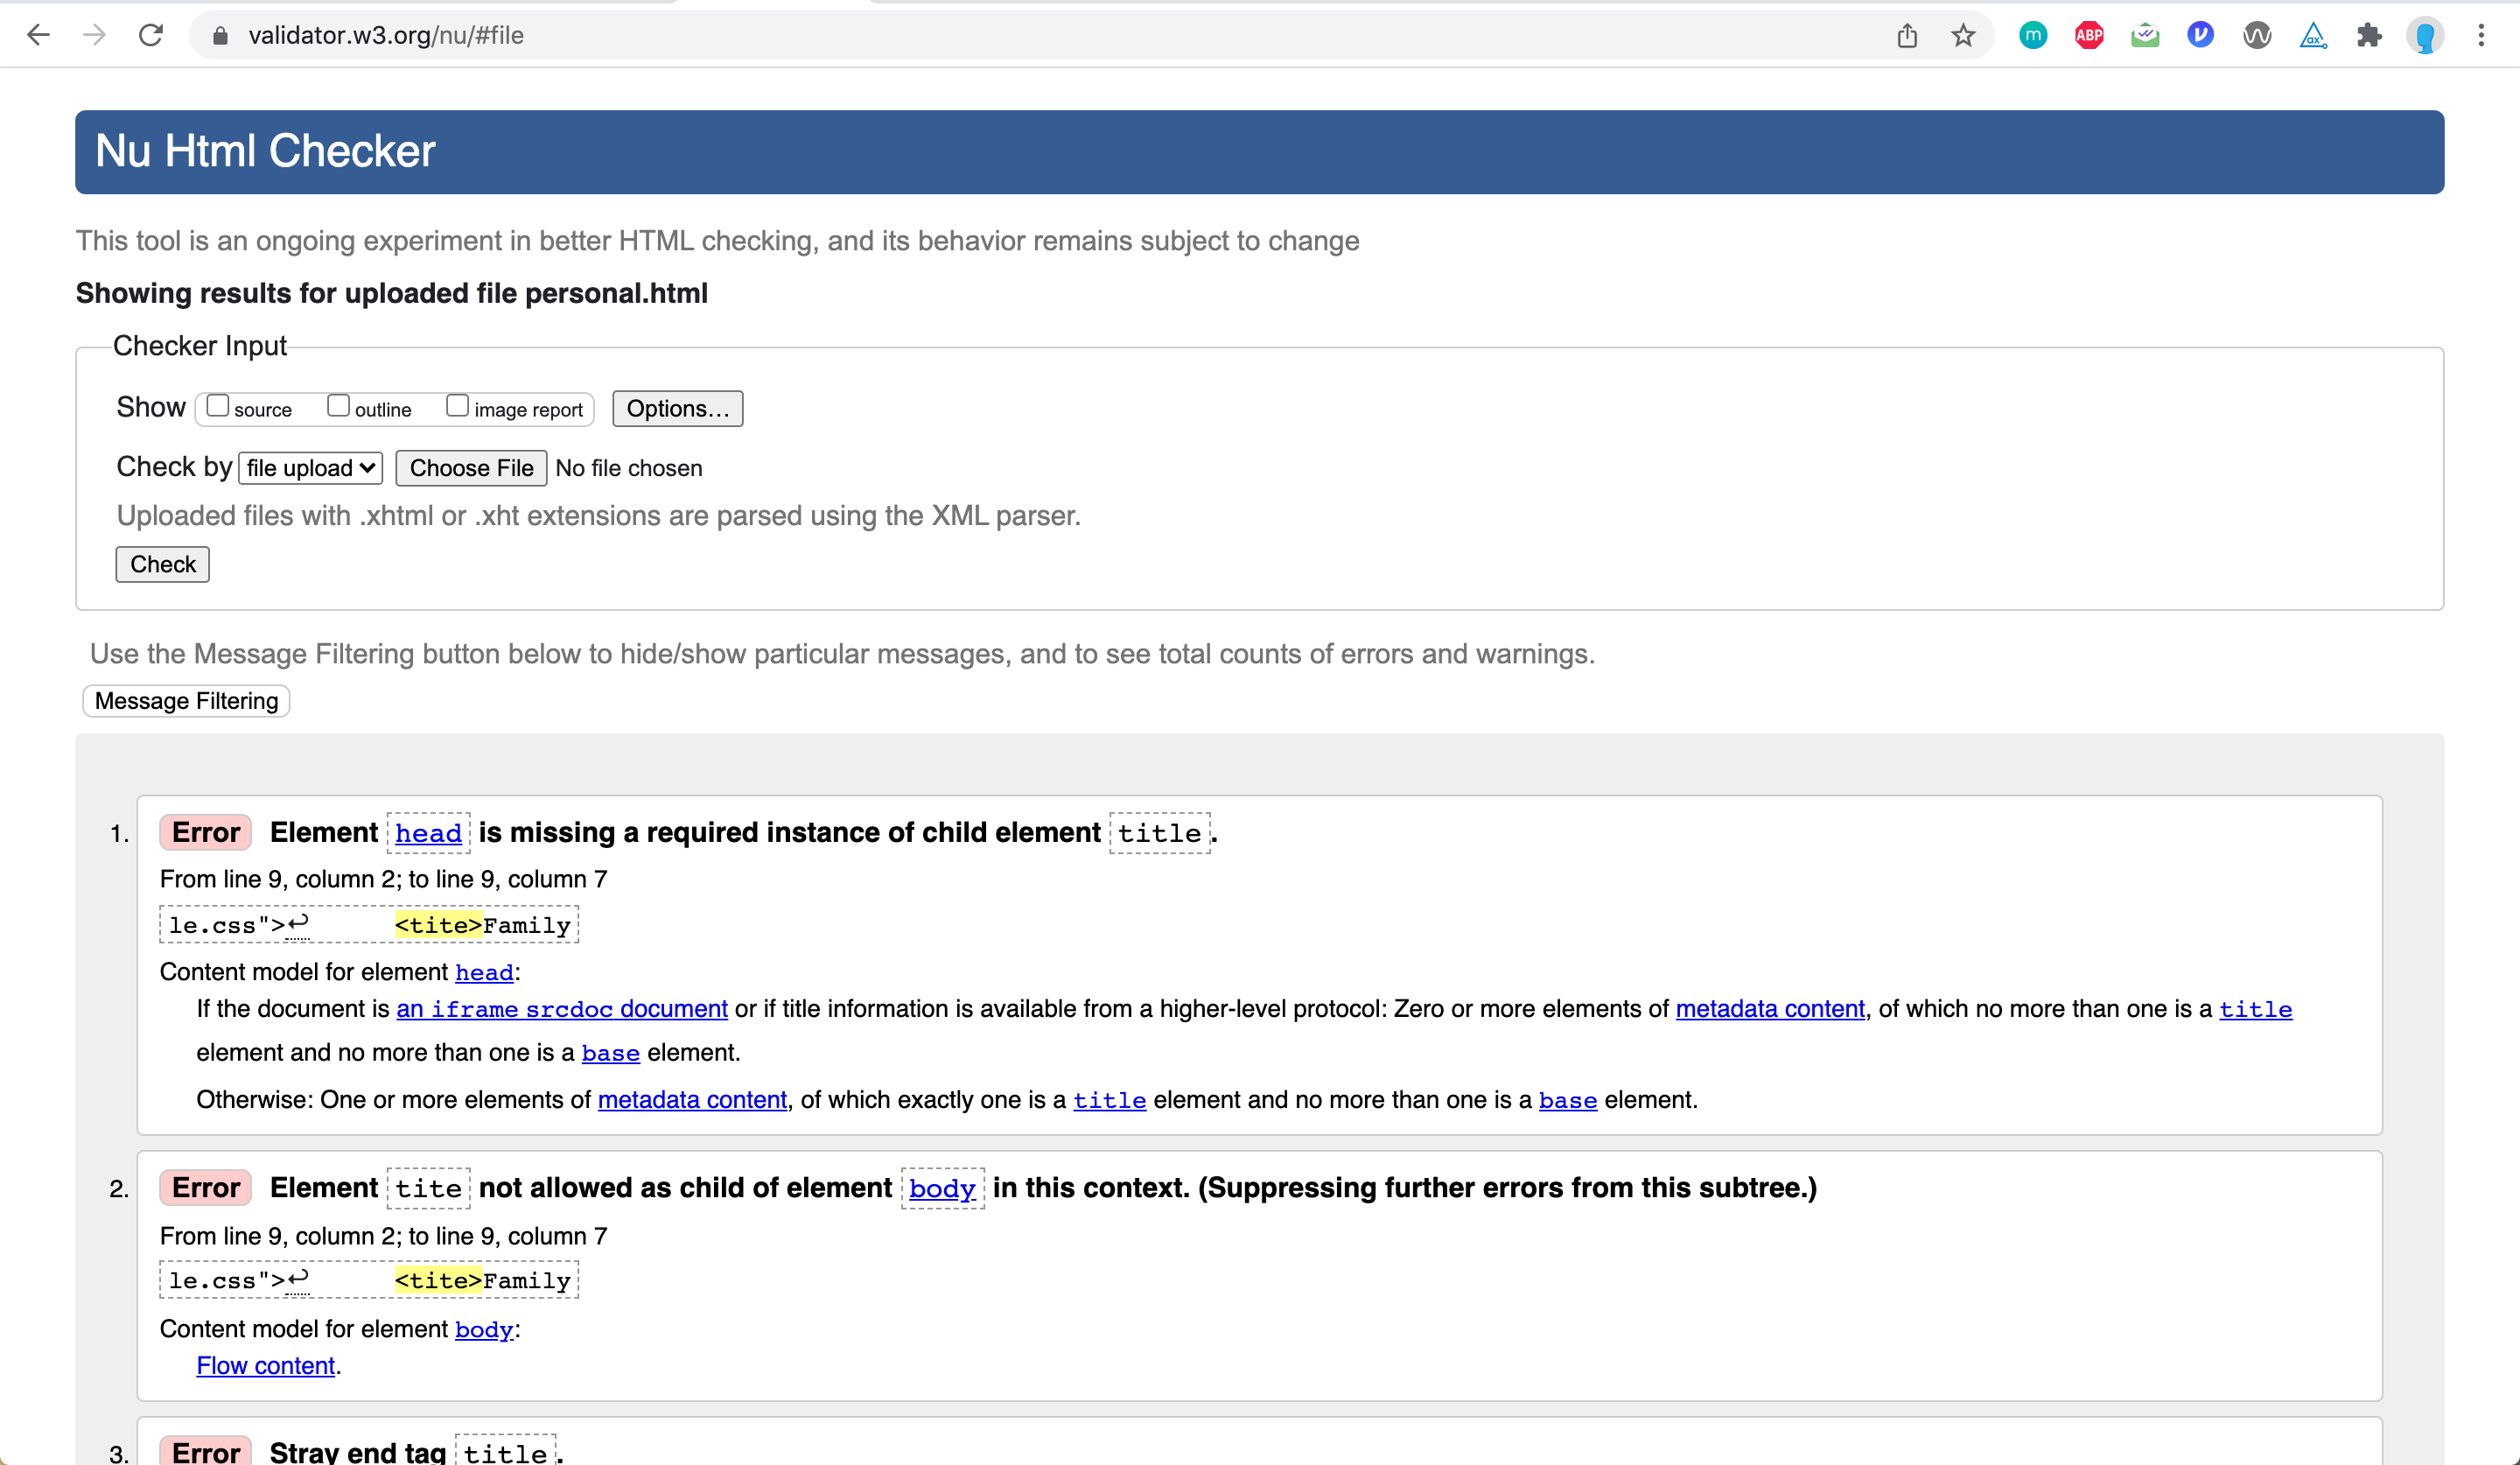 validator.w3.org/nu/#file
m
ABP
ax
Nu Html Checker
This tool is an ongoing experiment in better HTML checking, and its behavior remains subject to change
Showing results for uploaded file personal.html
Checker Input
Show source outline image report Options...
Check by file upload Choose File No file chosen
Uploaded files with .xhtml or .xht extensions are parsed using the XML parser.
Check
Use the Message Filtering button below to hide/show particular messages, and to see total counts of errors and warnings.
Message Filtering
1. Error Element head is missing a required instance of child element title.
From line 9, column 2; to line 9, column 7
le.css">↩ <tite>Family
Content model for element head:
If the document is an iframe srcdoc document or if title information is available from a higher-level protocol: Zero or more elements of metadata content, of which no more than one is a title
element and no more than one is a base element.
Otherwise: One or more elements of metadata content, of which exactly one is a title element and no more than one is a base element.
2. Error Element tite not allowed as child of element body in this context. (Suppressing further errors from this subtree.)
From line 9, column 2; to line 9, column 7
le.css">↩ <tite>Family
Content model for element body:
Flow content.
3. Error Stray end tag title.